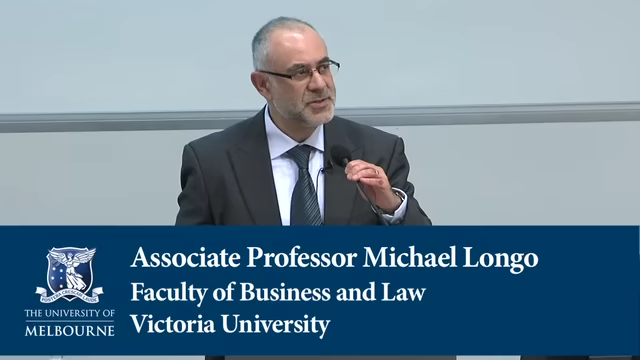 Associate Professor Michael Longo
Faculty of Business and Law
Victoria University
THE UNIVERSITY OF
MELBOURNE